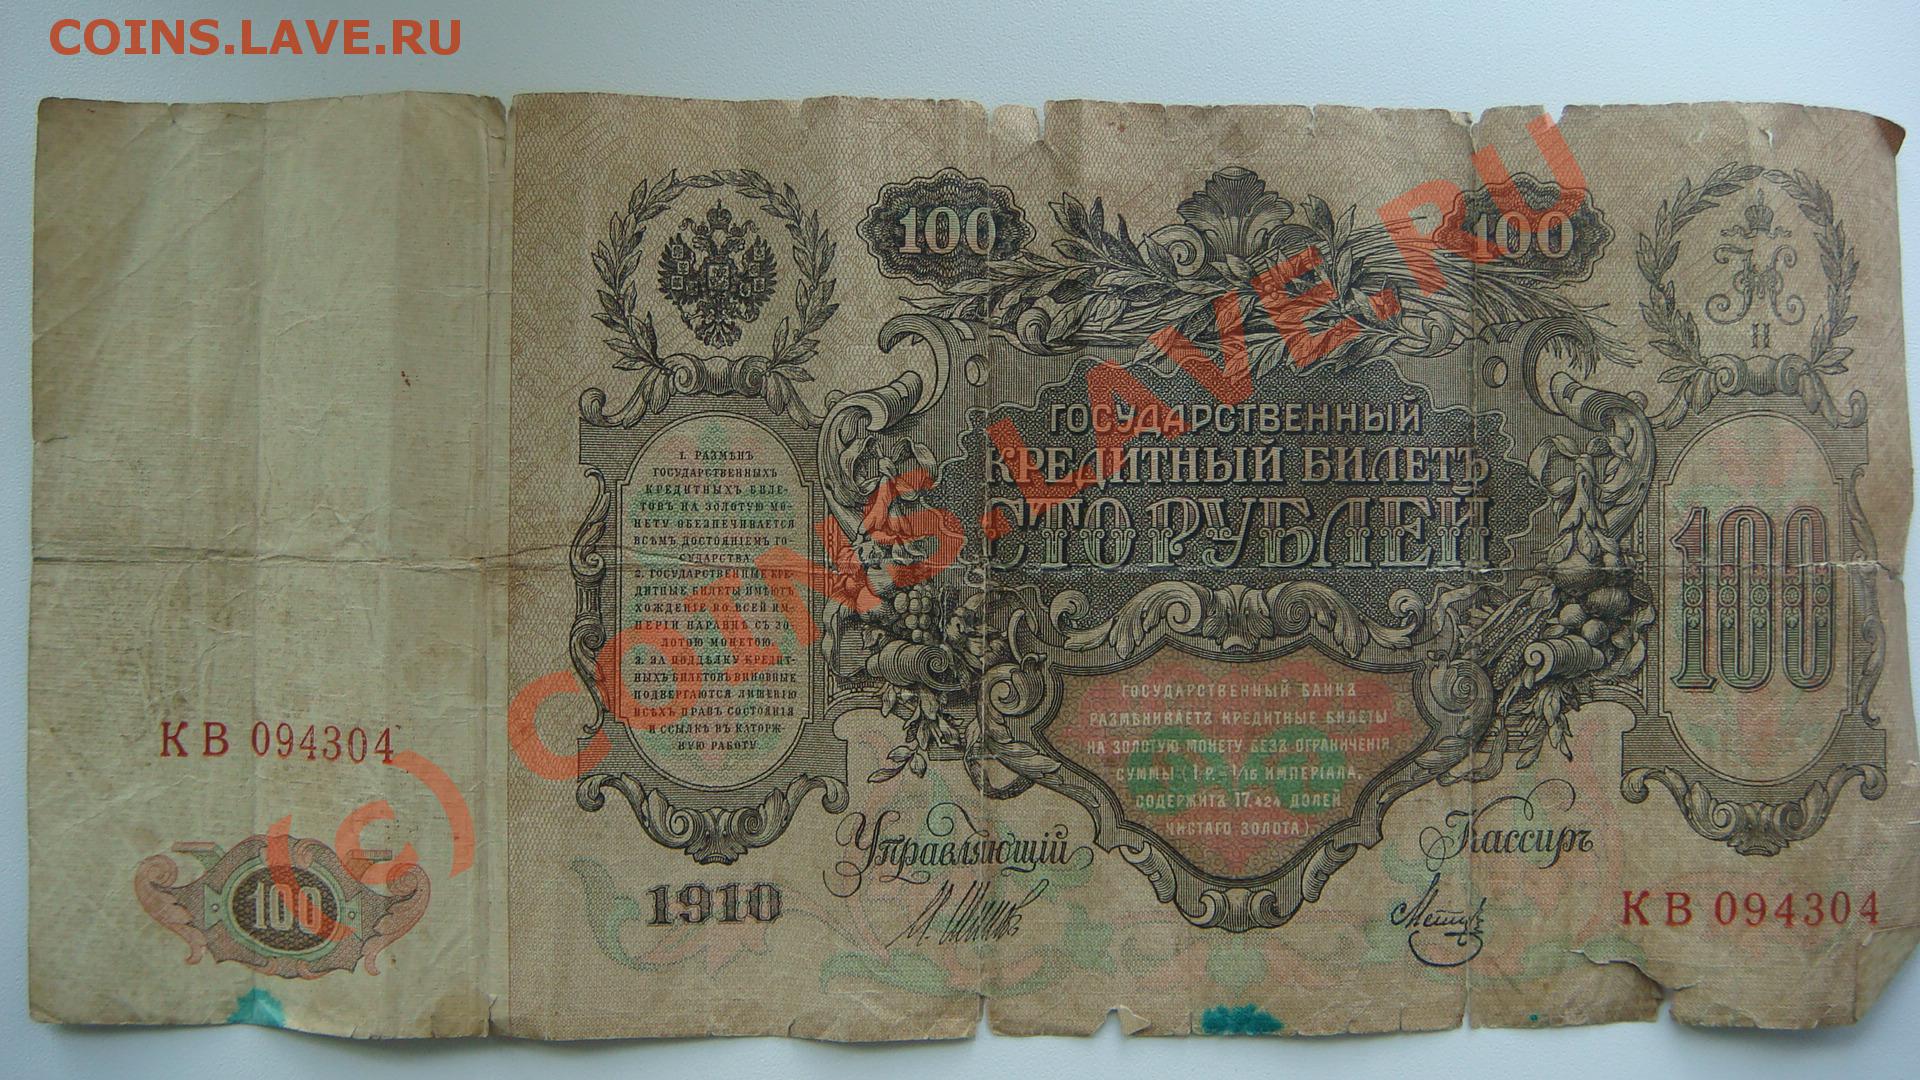 COINS.LAVE.RU
100
100
Н
ГОСУДАРСТВЕННЫЙ
КРЕДИТНЫЙ БИЛЕТЪ
СТО РУБЛЕЙ
1. РАЗМѢНЪ
ГОСУДАРСТВЕННЫХЪ
КРЕДИТНЫХЪ БИЛЕ-
ТОВЪ НА ЗОЛОТУЮ МО-
НЕТУ ОБЕЗПЕЧИВАЕТСЯ
ВСѢМЪ ДОСТОЯНІЕМЪ ГО-
СУДАРСТВА.
2. ГОСУДАРСТВЕННЫЕ КРЕ-
ДИТНЫЕ БИЛЕТЫ ИМѢЮТЪ
ХОЖДЕНІЕ ВО ВСЕЙ ИМ-
ПЕРІИ НАРАВНѢ СЪ ЗО-
ЛОТОЮ МОНЕТОЮ.
3. ЗА ПОДДѢЛКУ КРЕДИТ-
НЫХЪ БИЛЕТОВЪ ВИНОВНЫЕ
ПОДВЕРГАЮТСЯ ЛИШЕНІЮ
ВСѢХЪ ПРАВЪ СОСТОЯНІЯ
И ССЫЛКѢ ВЪ КАТОРЖ-
НУЮ РАБОТУ
100
ГОСУДАРСТВЕННЫЙ БАНКЪ
РАЗМѢНИВАЕТЪ КРЕДИТНЫЕ БИЛЕТЫ
НА ЗОЛОТУЮ МОНЕТУ БЕЗЪ ОГРАНИЧЕНІЯ
СУММЫ (1 Р. = 1/15 ИМПЕРІАЛА,
СОДЕРЖИТЪ 17,424 ДОЛЕЙ
ЧИСТАГО ЗОЛОТА).
КВ 094304
100
1910
Управляющій
Кассиръ
КВ 094304
(c) COINS.LAVE.RU